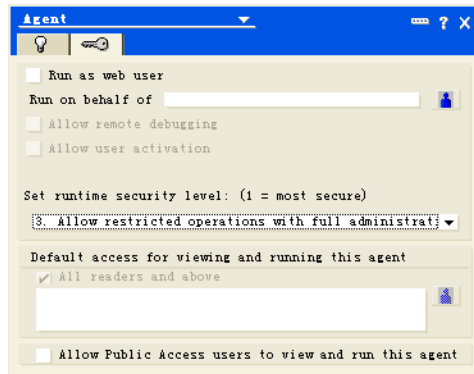 Agent
? X
Run as web user
Run on behalf of
Allow remote debugging
Allow user activation
Set runtime security level: (1 = most secure)
3. Allow restricted operations with full administrat
Default access for viewing and running this agent
All readers and above
Allow Public Access users to view and run this agent